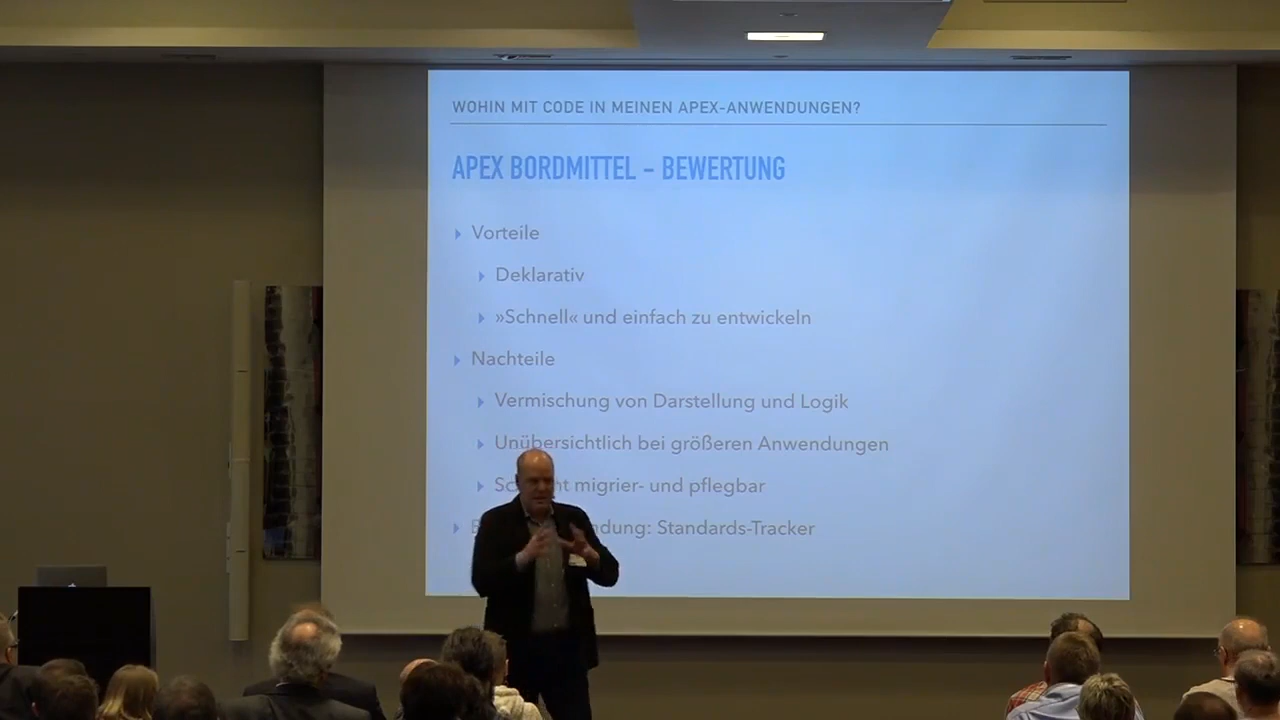 WOHIN MIT CODE IN MEINEN APEX-ANWENDUNGEN?
APEX BORDMITTEL – BEWERTUNG
Vorteile
Deklarativ
»Schnell« und einfach zu entwickeln
Nachteile
Vermischung von Darstellung und Logik
Unübersichtlich bei größeren Anwendungen
migrier- und pflegbar
Standards-Tracker